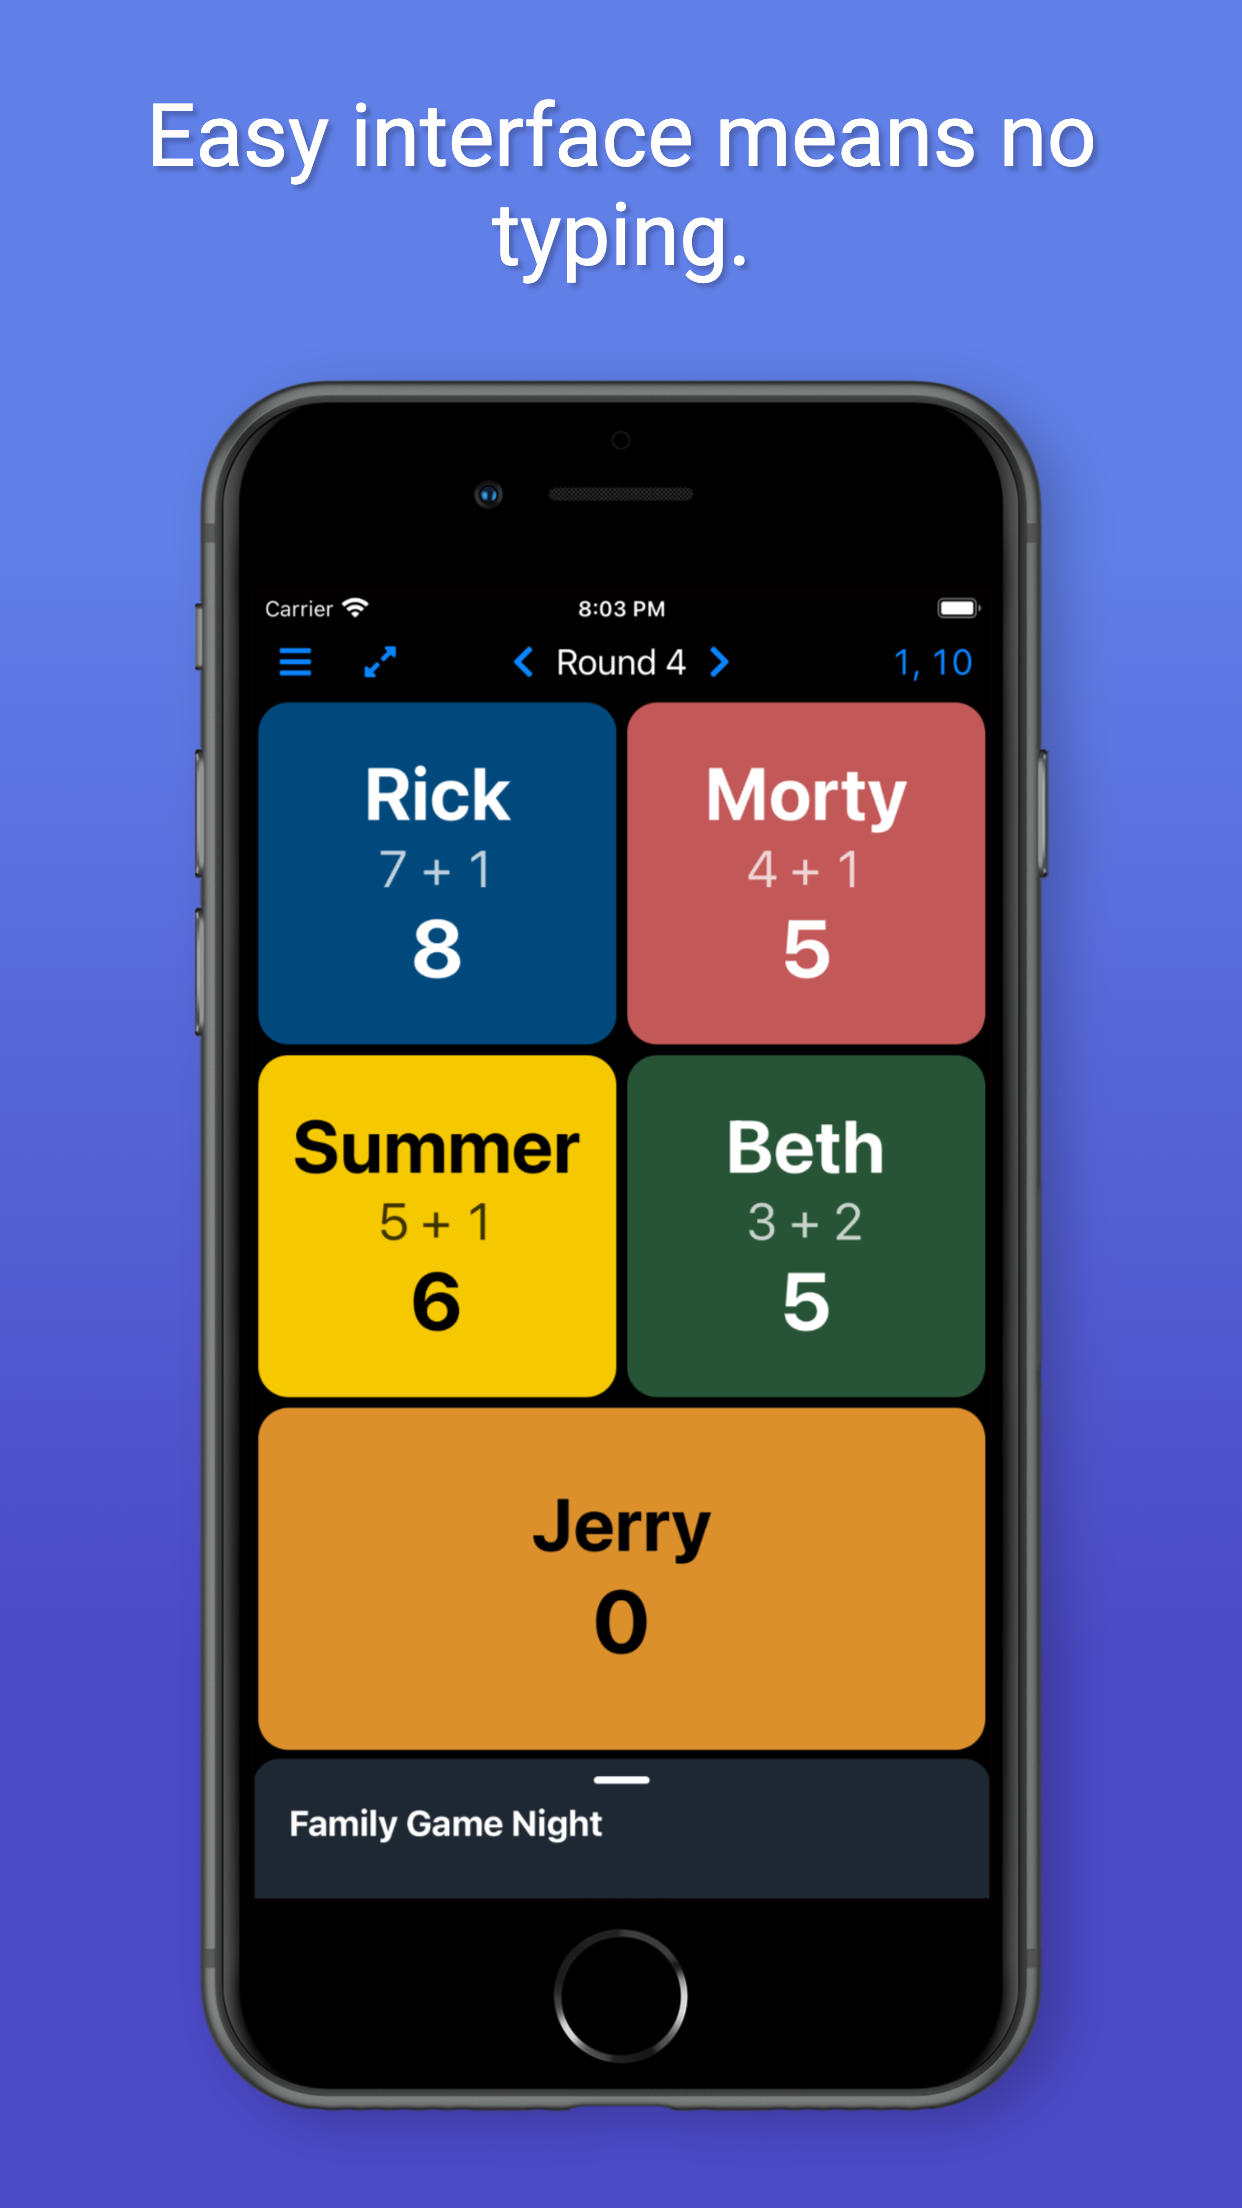 Easy interface means no
typing.
Carrier 8:03 PM
Round 4 1, 10
Rick
7 + 1
8
Morty
4 + 1
5
Summer
5 + 1
6
Beth
3 + 2
5
Jerry
0
Family Game Night